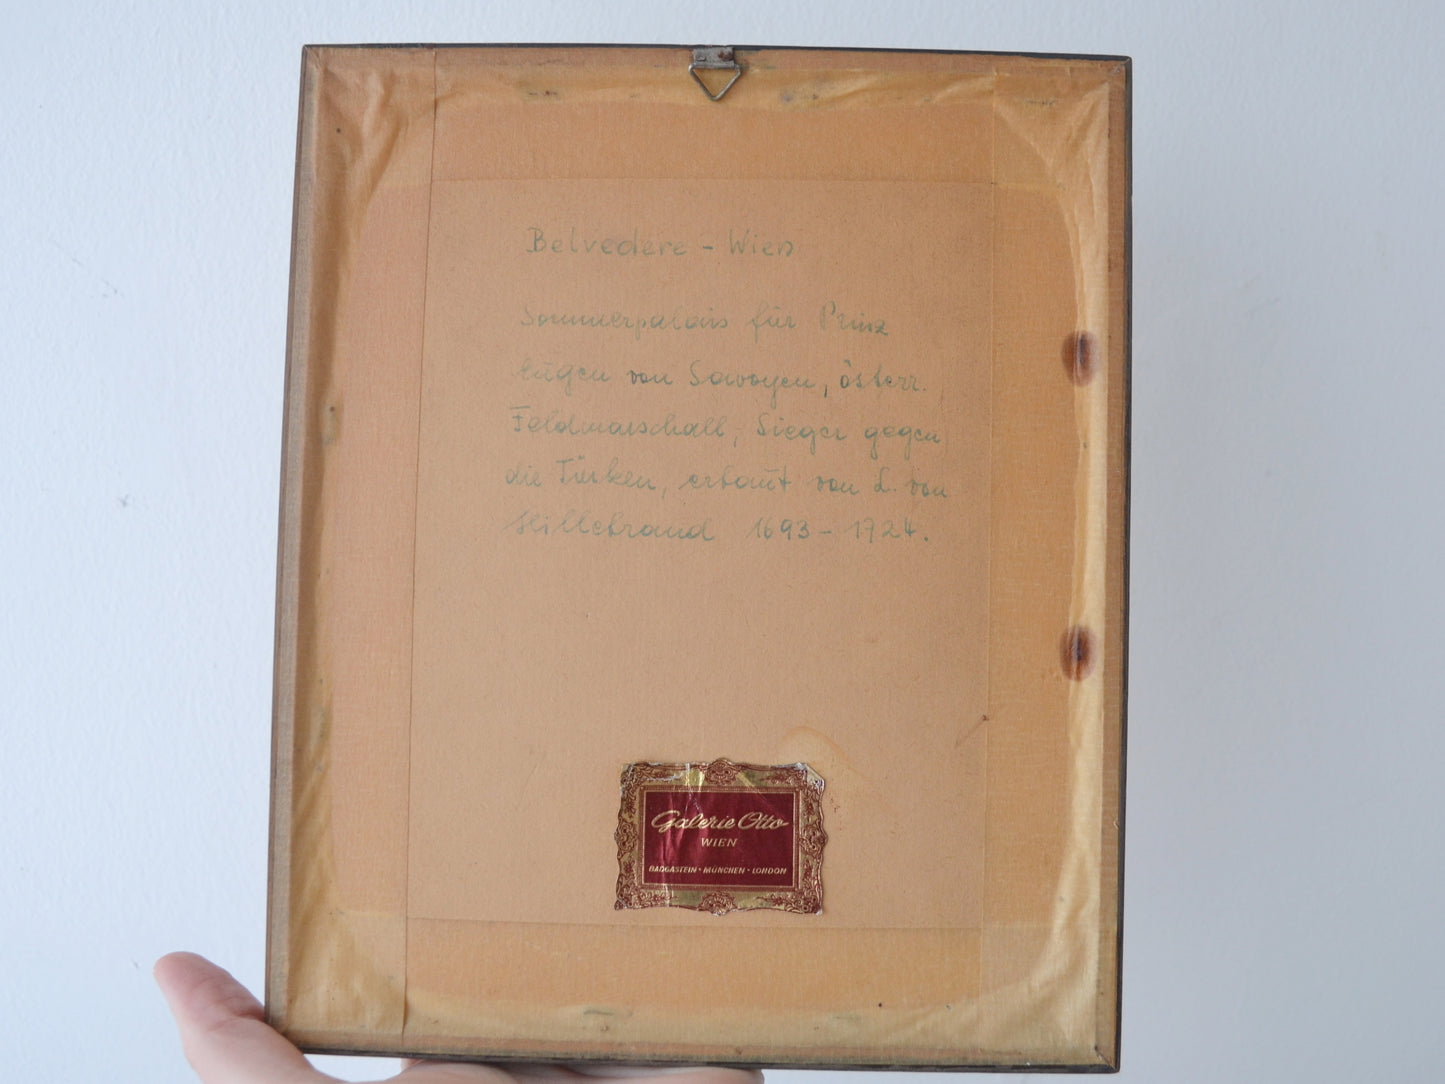 Belvedere - Wien
Sommerpalais für Prinz
Eugen von Savoyen, österr.
Feldmarschall, Sieger gegen
die Türken, erbaut von L. von
Hillebrand 1693 - 1724.
Galerie Otto
WIEN
BADGASTEIN · MÜNCHEN · LONDON